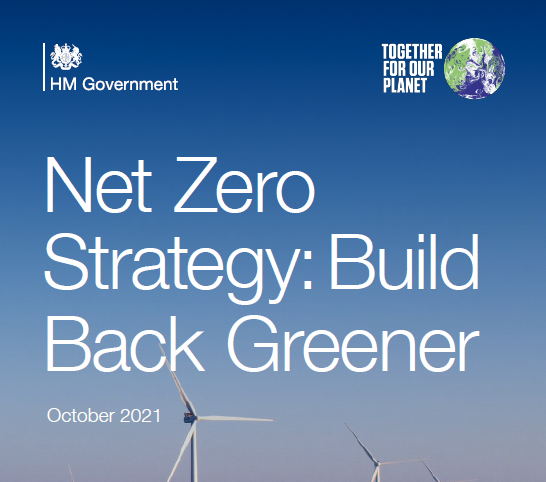 HM Government
TOGETHER
FOR OUR
PLANET
Net Zero
Strategy: Build
Back Greener
October 2021